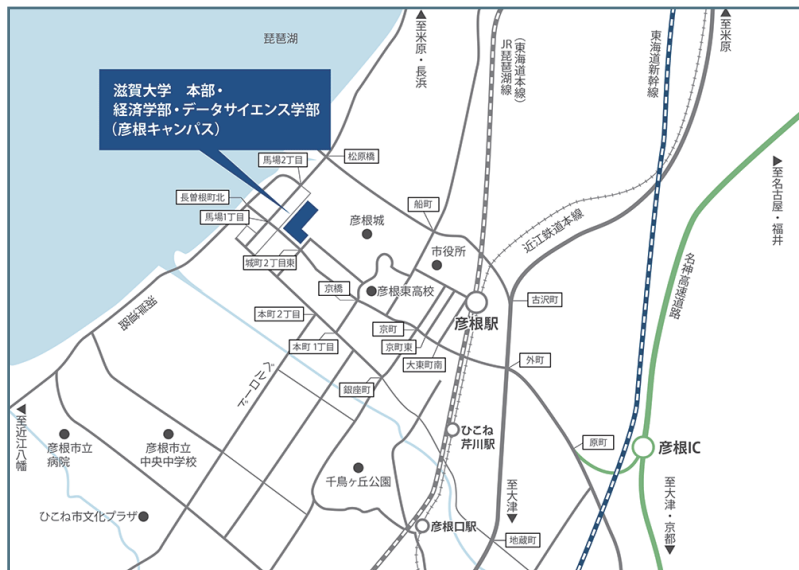 琵琶湖
▲至米原・長浜
(東海道本線)
JR琵琶湖線
東海道新幹線
▲至米原
滋賀大学 本部・
経済学部・データサイエンス学部
(彦根キャンパス)
▲至名古屋・福井
馬場2丁目
松原橋
長曽根町北
馬場1丁目
船町
彦根城
近江鉄道本線
市役所
城町2丁目東
名神高速道路
京橋
彦根東高校
古沢町
湖岸道路
本町2丁目
彦根駅
京町
本町1丁目
京町東
大東町南
外町
ベルロード
銀座町
▲至近江八幡
ひこね
芹川駅
原町
彦根IC
彦根市立
病院
彦根市立
中央中学校
千鳥ヶ丘公園
至大津▼
至大津・京都▼
ひこね市文化プラザ
彦根口駅
地蔵町